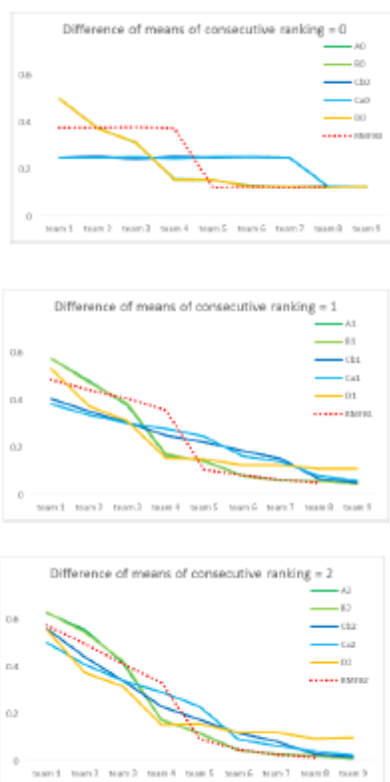 Difference of means of consecutive ranking = 0
A0
B0
Cb0
Ca0
D0
0.6
0.4
0.2
0
team 1 team 2 team 3 team 4 team 5 team 6 team 7 team 8 team 9
Difference of means of consecutive ranking = 1
A1
B1
Cb1
Ca1
D1
0.6
0.4
0.2
0
team 1 team 2 team 3 team 4 team 5 team 6 team 7 team 8 team 9
Difference of means of consecutive ranking = 2
A2
B2
Cb2
Ca2
D2
0.6
0.4
0.2
0
team 1 team 2 team 3 team 4 team 5 team 6 team 7 team 8 team 9